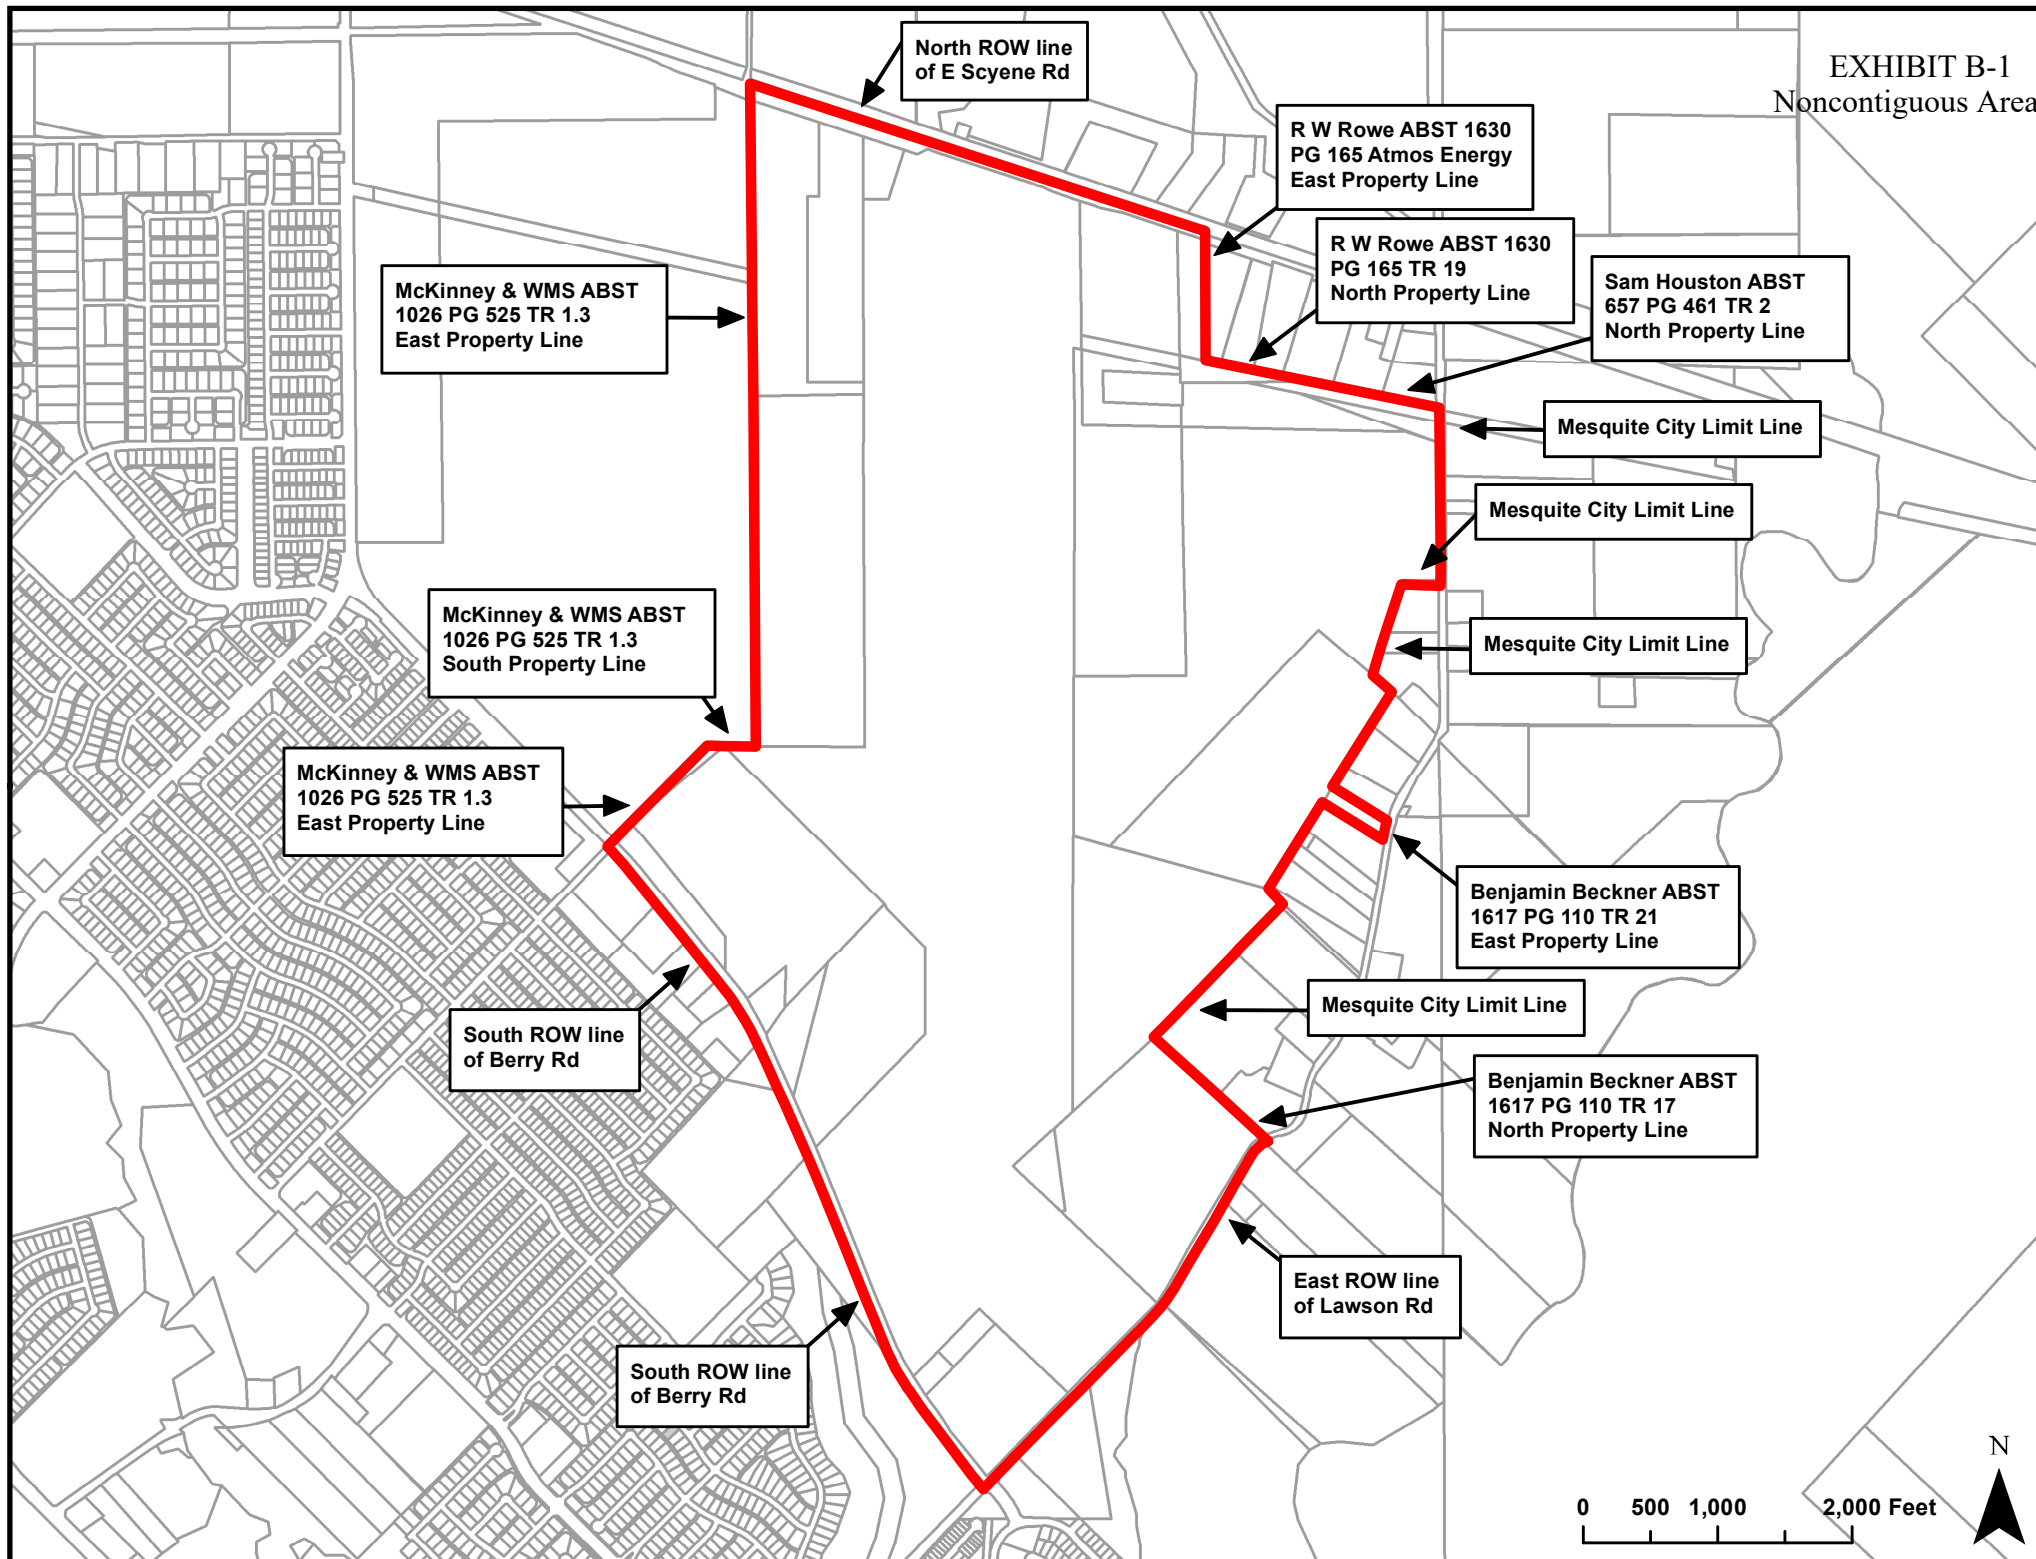 EXHIBIT B-1
Noncontiguous Area
North ROW line
of E Scyene Rd
R W Rowe ABST 1630
PG 165 Atmos Energy
East Property Line
R W Rowe ABST 1630
PG 165 TR 19
North Property Line
Sam Houston ABST
657 PG 461 TR 2
North Property Line
McKinney & WMS ABST
1026 PG 525 TR 1.3
East Property Line
Mesquite City Limit Line
Mesquite City Limit Line
McKinney & WMS ABST
1026 PG 525 TR 1.3
South Property Line
Mesquite City Limit Line
McKinney & WMS ABST
1026 PG 525 TR 1.3
East Property Line
Benjamin Beckner ABST
1617 PG 110 TR 21
East Property Line
Mesquite City Limit Line
South ROW line
of Berry Rd
Benjamin Beckner ABST
1617 PG 110 TR 17
North Property Line
East ROW line
of Lawson Rd
South ROW line
of Berry Rd
N
0 500 1,000 2,000 Feet